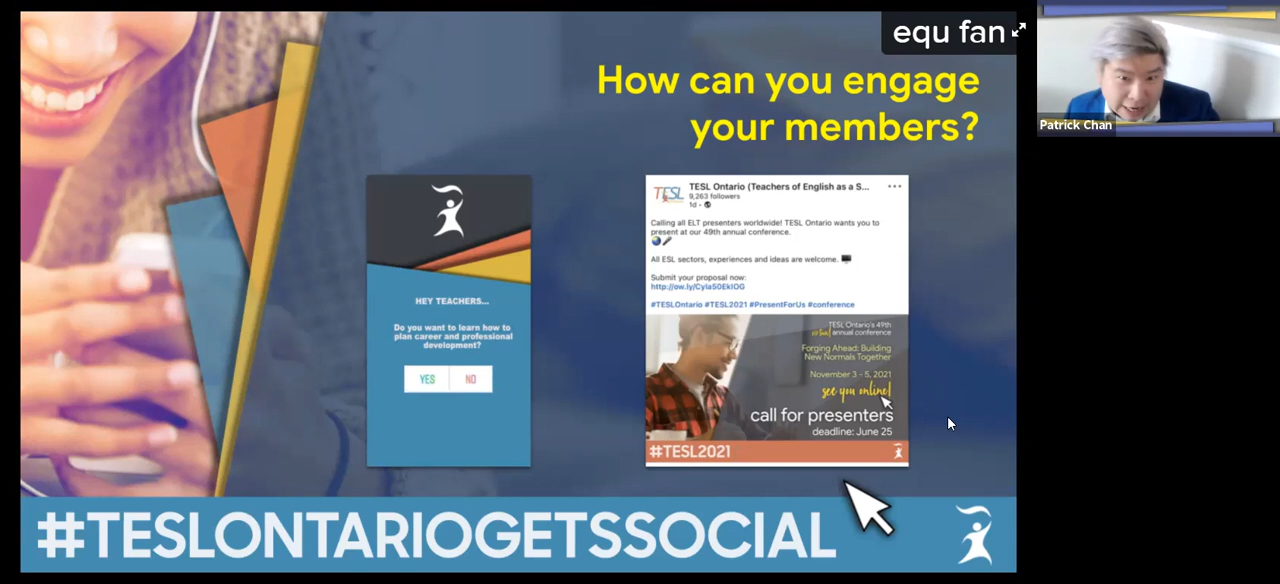 equ fan
How can you engage
your members?
Patrick Chan
HEY TEACHERS...
Do you want to learn how to
plan career and professional
development?
YES NO
TESL
TESL Ontario (Teachers of English as a S...
9,263 followers
1d
Calling all ELT presenters worldwide! TESL Ontario wants you to
present at our 49th annual conference.
All ESL sectors, experiences and ideas are welcome.
Submit your proposal now:
http://ow.ly/Cyla50EkIOG
#TESLOntario #TESL2021 #PresentForUs #conference
TESL Ontario's 49th
virtual annual conference
Forging Ahead: Building
New Normals Together
November 3 - 5, 2021
see you online!
call for presenters
deadline: June 25
#TESL2021
#TESLONTARIOGETSSOCIAL